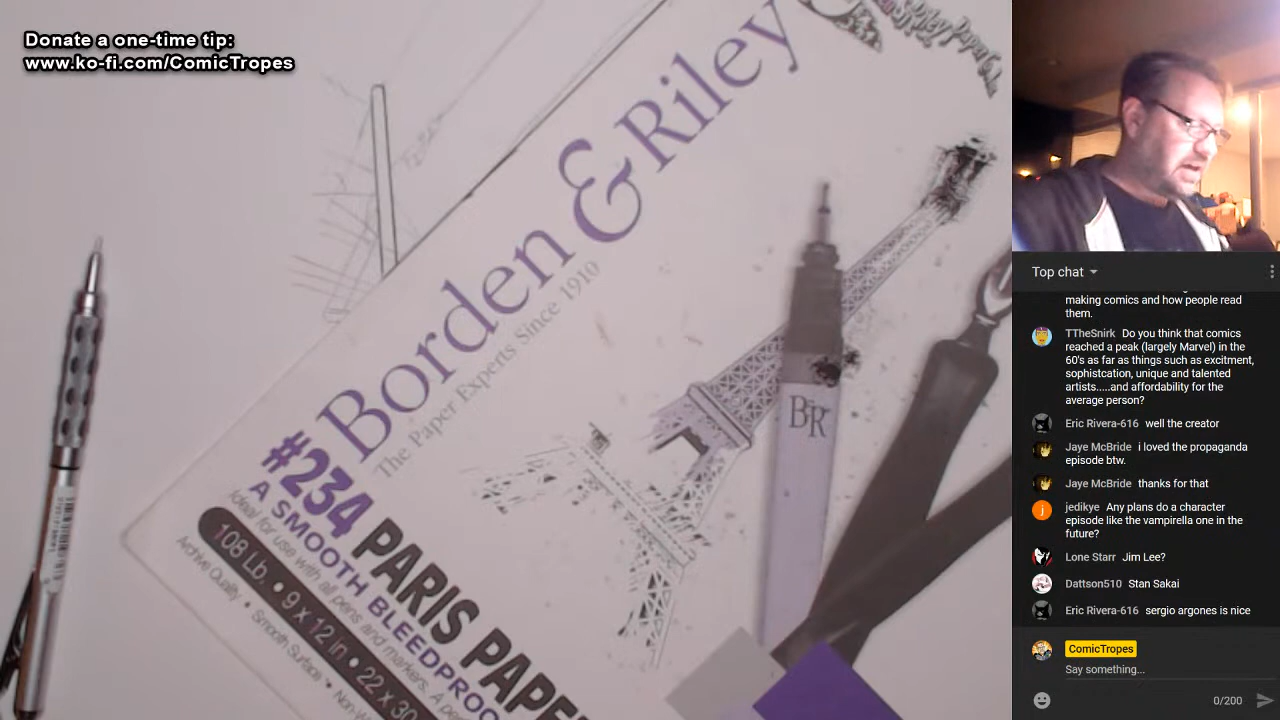 Donate a one-time tip:
www.ko-fi.com/ComicTropes
Borden & Riley
The Paper Experts Since 1910
#234 PARIS PAPE
A SMOOTH BLEEDPROO
Ideal for use with all pens and markers. A pe
108 Lb. • 9 x 12 in • 22 x 30
Archive Quality • Smooth Surface • Non-
BR
Top chat
making comics and how people read
them.
TTheSnirk Do you think that comics
reached a peak (largely Marvel) in the
60's as far as things such as excitment,
sophistcation, unique and talented
artists.....and affordability for the
average person?
Eric Rivera-616 well the creator
Jaye McBride i loved the propaganda
episode btw.
Jaye McBride thanks for that
jedikye Any plans do a character
episode like the vampirella one in the
future?
Lone Starr Jim Lee?
Dattson510 Stan Sakai
Eric Rivera-616 sergio argones is nice
ComicTropes
Say something...
0/200